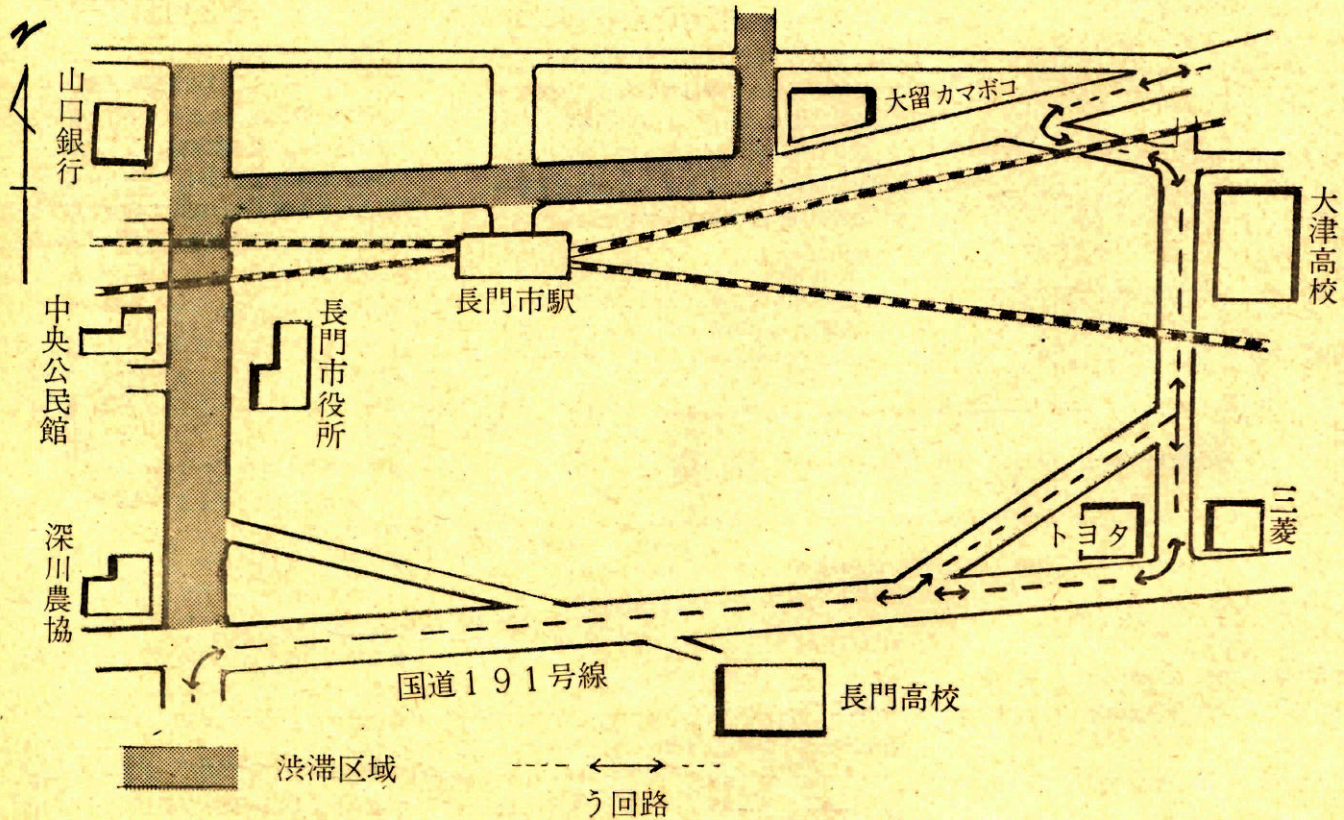 N
山口銀行
大留カマボコ
大津高校
長門市駅
中央公民館
長門市役所
深川農協
トヨタ
三菱
国道191号線
長門高校
渋滞区域
う回路